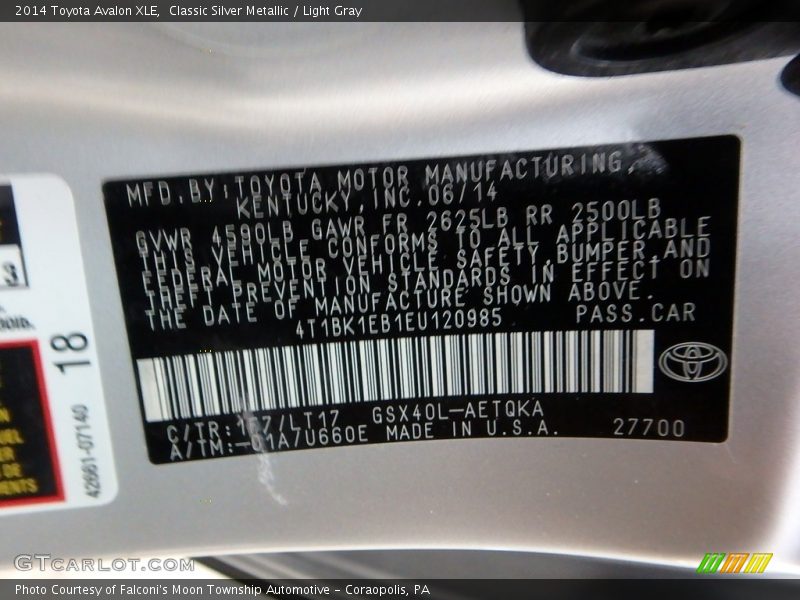 2014 Toyota Avalon XLE,  Classic Silver Metallic / Light Gray
MFD.BY:TOYOTA MOTOR MANUFACTURING,
KENTUCKY,INC.06/14
GVWR 4590LB GAWR FR 2625LB RR 2500LB
THIS VEHICLE CONFORMS TO ALL APPLICABLE
FEDERAL MOTOR VEHICLE SAFETY,BUMPER,AND
THEFT PREVENTION STANDARDS IN EFFECT ON
THE DATE OF MANUFACTURE SHOWN ABOVE.
4T1BK1EB1EU120985 PASS.CAR
C/TR: /LT17 GSX40L-AETQKA
A/TM:-01A7U660E MADE IN U.S.A. 27700
18
42661-07140
GTCARLOT.COM
Photo Courtesy of Falconi's Moon Township Automotive - Coraopolis, PA